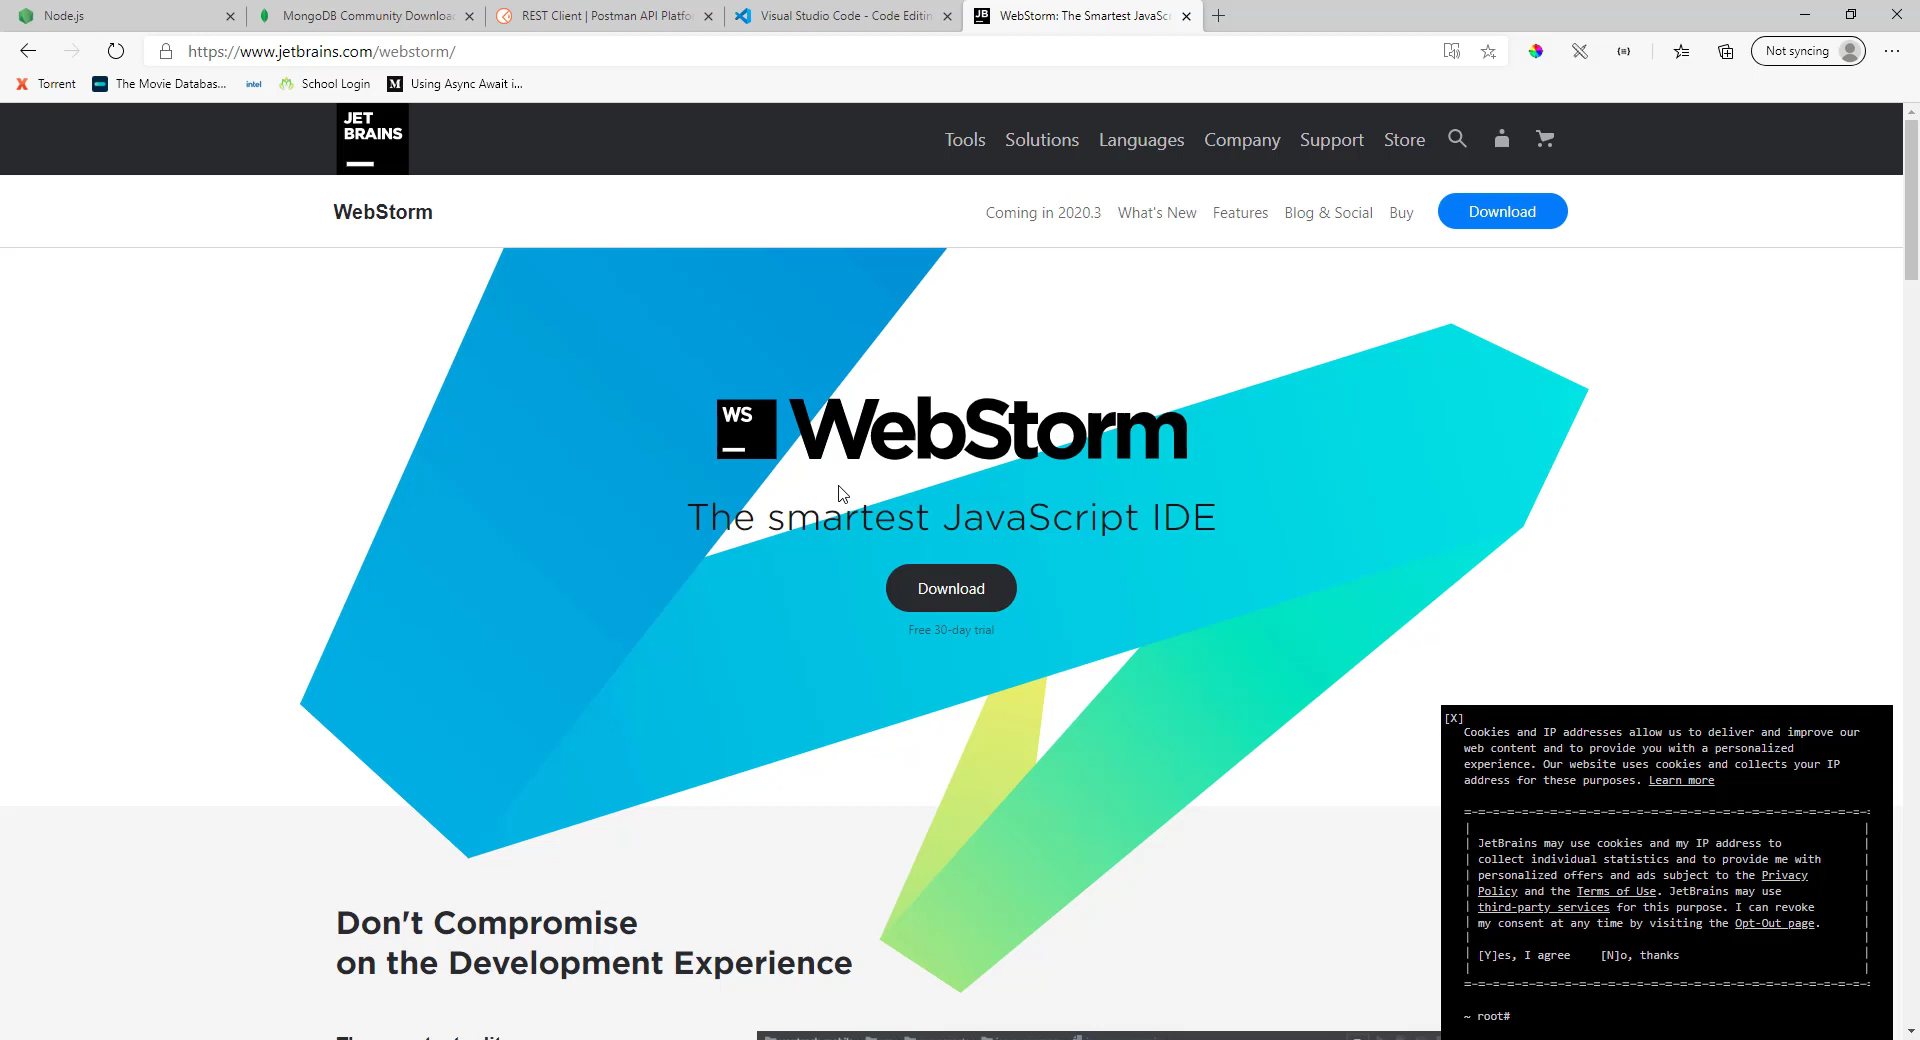 Node.js
MongoDB Community Downloa
REST Client | Postman API Platfo
Visual Studio Code - Code Editin
JB
WebStorm: The Smartest JavaSc
https://www.jetbrains.com/webstorm/
Not syncing
X Torrent
The Movie Databas...
intel
School Login
M Using Async Await i...
JET
BRAINS
Tools Solutions Languages Company Support Store
WebStorm
Coming in 2020.3 What's New Features Blog & Social Buy Download
WS WebStorm
The smartest JavaScript IDE
Download
Free 30-day trial
Don't Compromise
on the Development Experience
[X]
Cookies and IP addresses allow us to deliver and improve our
web content and to provide you with a personalized
experience. Our website uses cookies and collects your IP
address for these purposes. Learn more
JetBrains may use cookies and my IP address to
collect individual statistics and to provide me with
personalized offers and ads subject to the Privacy
Policy and the Terms of Use. JetBrains may use
third-party services for this purpose. I can revoke
my consent at any time by visiting the Opt-Out page.
[Y]es, I agree [N]o, thanks
~ root#